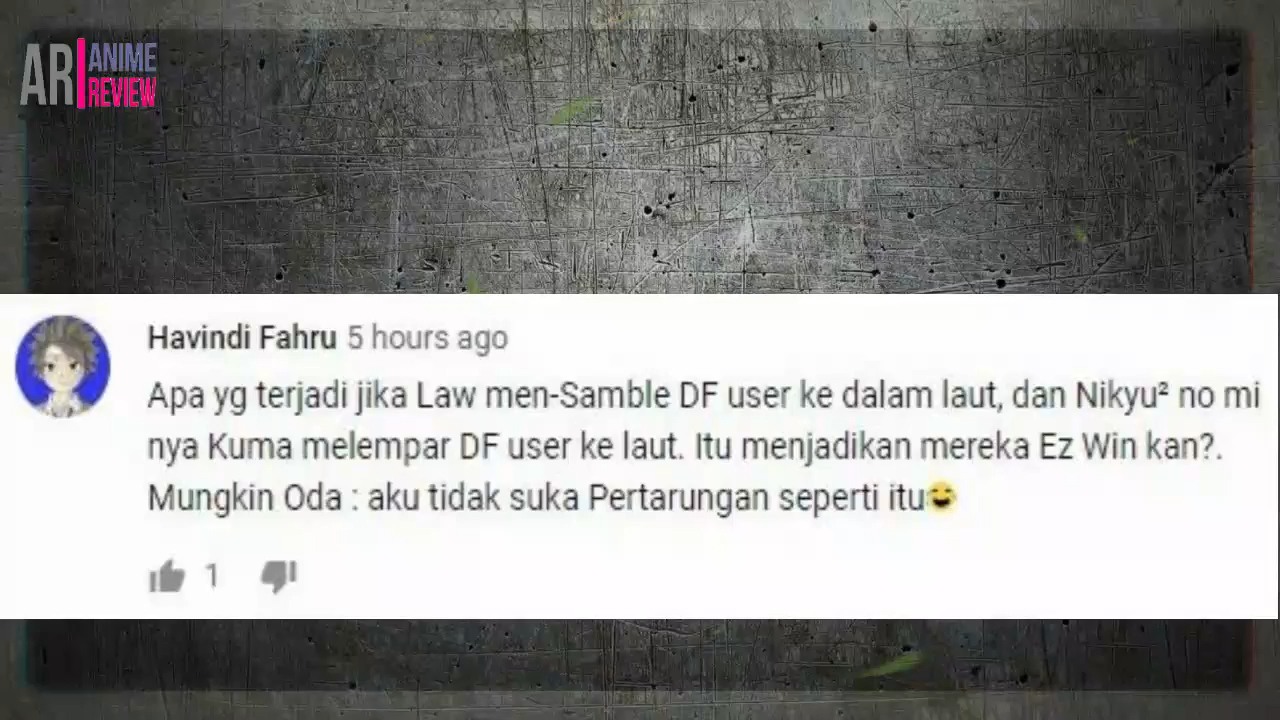 AR ANIME
REVIEW
Havindi Fahru 5 hours ago
Apa yg terjadi jika Law men-Samble DF user ke dalam laut, dan Nikyu² no mi
nya Kuma melempar DF user ke laut. Itu menjadikan mereka Ez Win kan?.
Mungkin Oda : aku tidak suka Pertarungan seperti itu😄
1